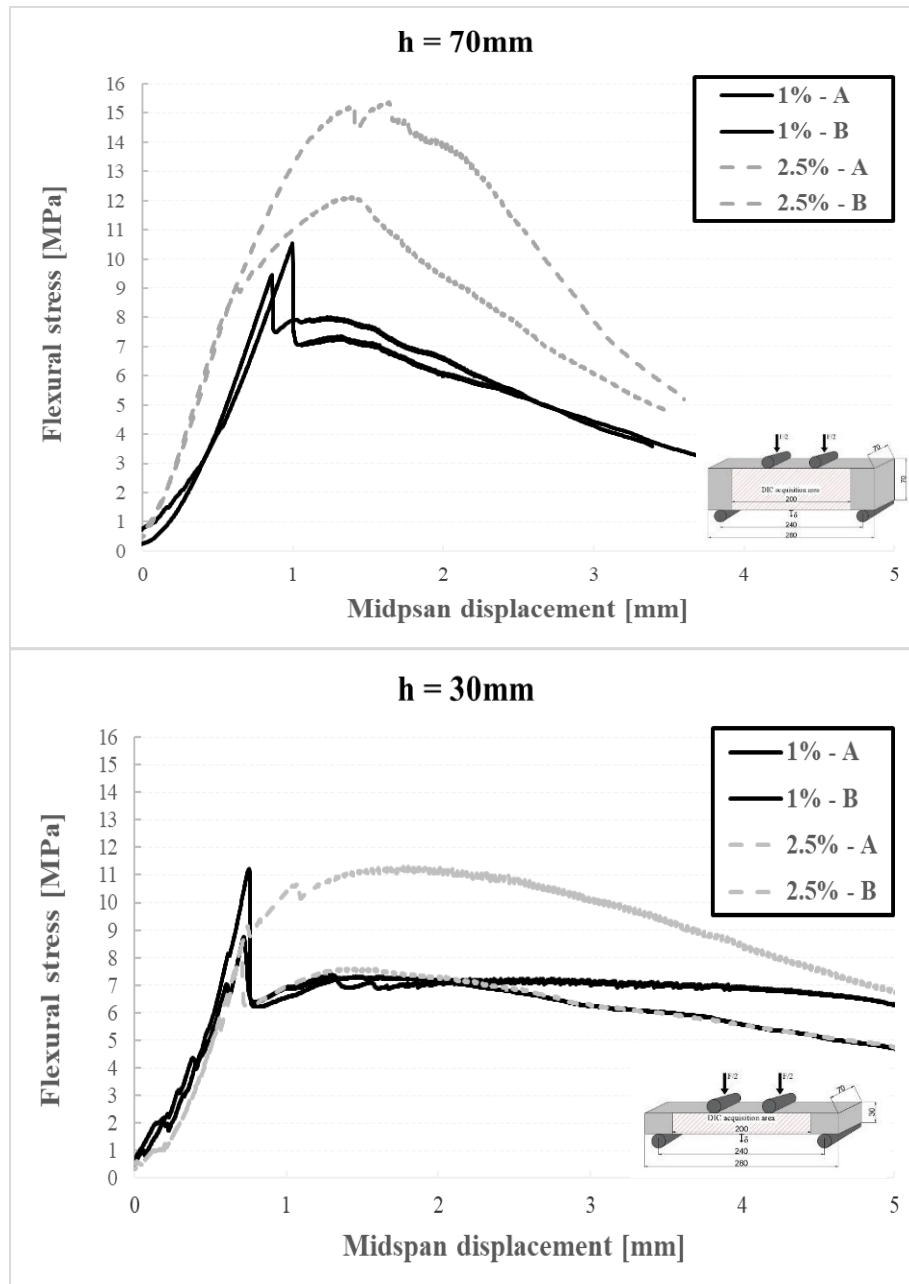 h = 70mm
16
15
14
13
12
11
10
9
8
7
6
5
4
3
2
1
0
Flexural stress [MPa]
1% - A
1% - B
2.5% - A
2.5% - B
F/2 F/2
70
70
DIC acquisition area
200
δ
240
280
0 1 2 3 4 5
Midpsan displacement [mm]
h = 30mm
16
15
14
13
12
11
10
9
8
7
6
5
4
3
2
1
0
Flexural stress [MPa]
1% - A
1% - B
2.5% - A
2.5% - B
F/2 F/2
70
30
DIC acquisition area
200
δ
240
280
0 1 2 3 4 5
Midspan displacement [mm]